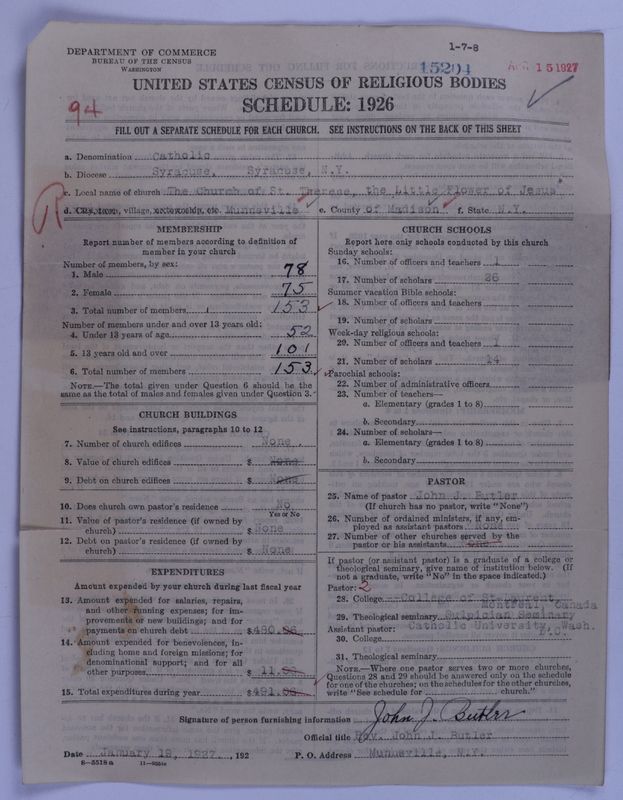 DEPARTMENT OF COMMERCE
BUREAU OF THE CENSUS
WASHINGTON
1-7-8
15204
APR 15 1927
UNITED STATES CENSUS OF RELIGIOUS BODIES
SCHEDULE: 1926
94
FILL OUT A SEPARATE SCHEDULE FOR EACH CHURCH. SEE INSTRUCTIONS ON THE BACK OF THIS SHEET
a. Denomination Catholic
b. Diocese Syracuse, Syracuse, N.Y.
c. Local name of church The Church of St. Therese, the Little Flower of Jesus
R
d. City, town, village, or township, etc. Munnsville e. County of Madison f. State N.Y.
MEMBERSHIP
Report number of members according to definition of
member in your church
Number of members, by sex:
1. Male 78
2. Female 75
3. Total number of members 153
Number of members under and over 13 years old:
4. Under 13 years of age 52
5. 13 years old and over 101
6. Total number of members 153
NOTE.—The total given under Question 6 should be the
same as the total of males and females given under Question 3.
CHURCH BUILDINGS
See instructions, paragraphs 10 to 12
7. Number of church edifices None
8. Value of church edifices $ None
9. Debt on church edifices $ None
10. Does church own pastor's residence No
Yes or No
11. Value of pastor's residence (if owned by
church) $ None
12. Debt on pastor's residence (if owned by
church) $ None
EXPENDITURES
Amount expended by your church during last fiscal year
13. Amount expended for salaries, repairs,
and other running expenses; for im-
provements or new buildings; and for
payments on church debt $480.
14. Amount expended for benevolences, in-
cluding home and foreign missions; for
denominational support; and for all
other purposes $ 11.
15. Total expenditures during year $491.
CHURCH SCHOOLS
Report here only schools conducted by this church
Sunday schools:
16. Number of officers and teachers 1
17. Number of scholars 26
Summer vacation Bible schools:
18. Number of officers and teachers
19. Number of scholars
Week-day religious schools:
20. Number of officers and teachers 1
21. Number of scholars 14
Parochial schools:
22. Number of administrative officers
23. Number of teachers—
a. Elementary (grades 1 to 8)
b. Secondary
24. Number of scholars—
a. Elementary (grades 1 to 8)
b. Secondary
PASTOR
25. Name of pastor John J. Butler
(If church has no pastor, write "None")
26. Number of ordained ministers, if any, em-
ployed as assistant pastors None
27. Number of other churches served by the
pastor or his assistants
If pastor (or assistant pastor) is a graduate of a college or
theological seminary, give name of institution below. (If
not a graduate, write "No" in the space indicated.)
Pastor: 2
28. College College of St-Laurent,
Montreal, Canada
29. Theological seminary Sulpician Seminary
Assistant pastor: Catholic University, Wash.
D.C.
30. College
31. Theological seminary
NOTE.—Where one pastor serves two or more churches,
Questions 28 and 29 should be answered only on the schedule
for one of the churches; on the schedules for the other churches,
write "See schedule for church."
Signature of person furnishing information John J. Butler
Official title Rev. John J. Butler
Date January 19, 1927. , 192 P. O. Address Munnsville, N.Y.
8-5518a